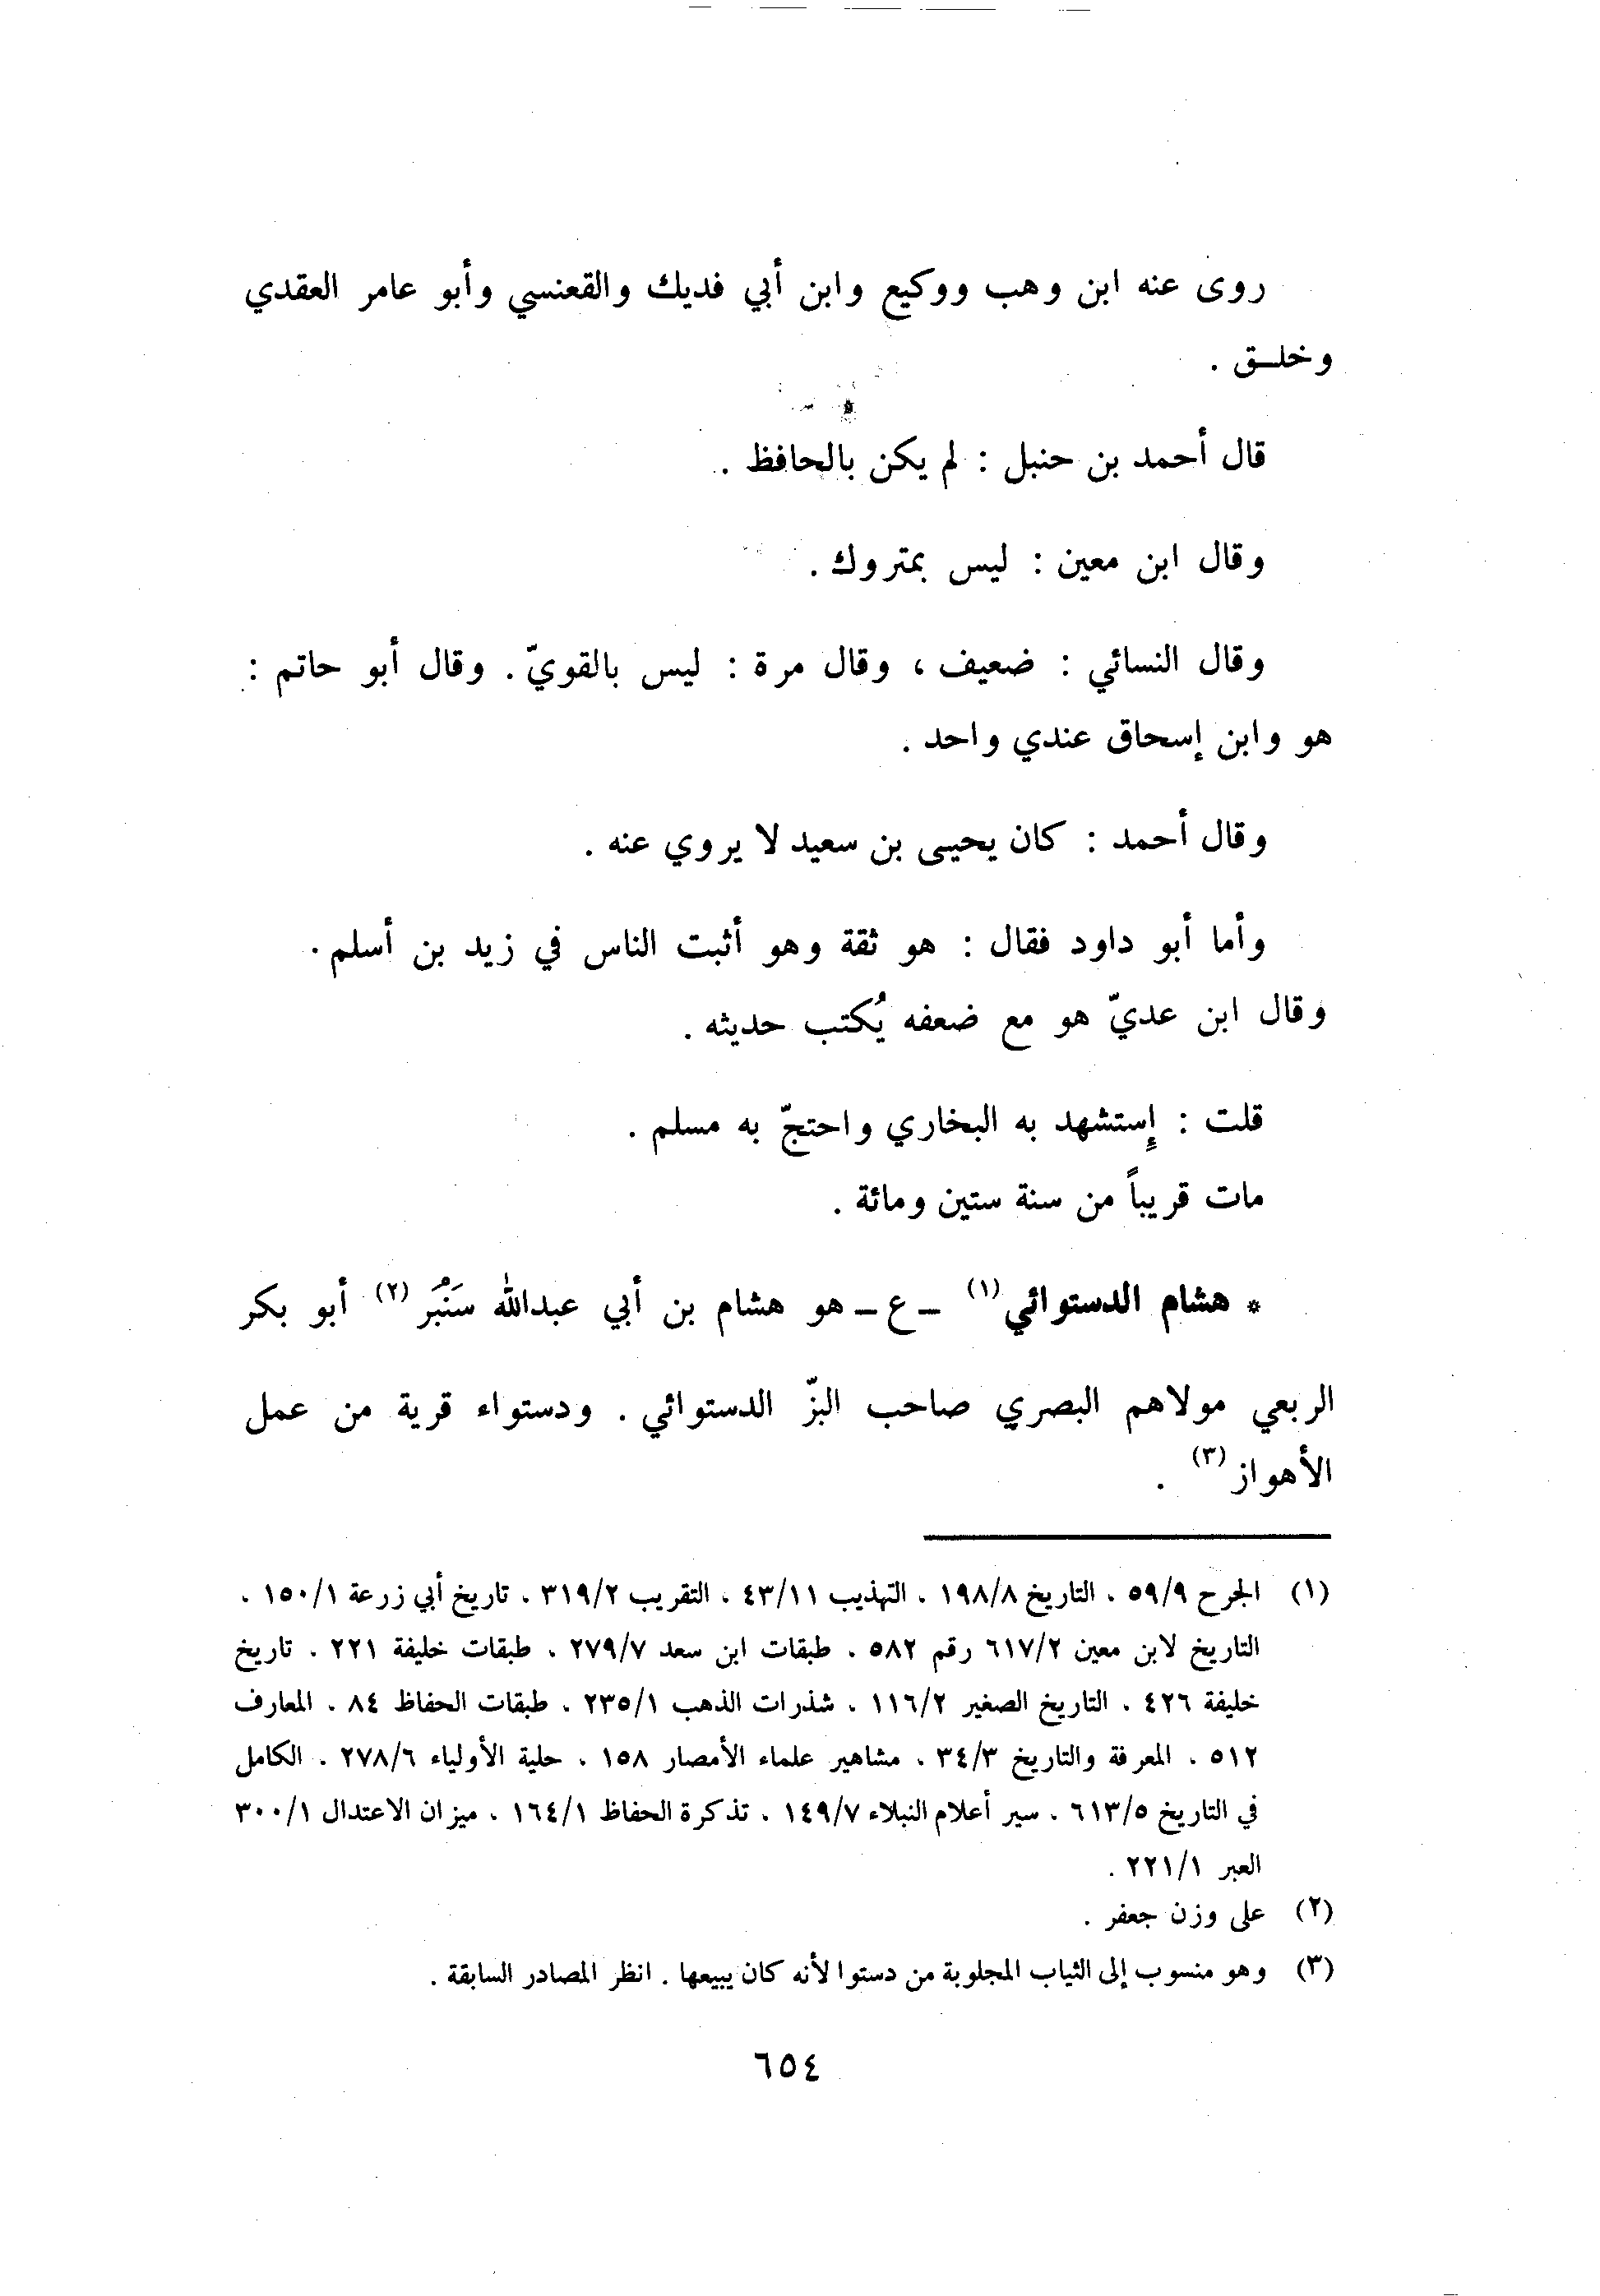 روى عنه ابن وهب ووكيع وابن أبي فديك والقعنسي وأبو عامر العقدي
وخلـق .
قال أحمد بن حنبل : لم يكن بالحافظ .
وقال ابن معين : ليس بمتروك .
وقال النسائي : ضعيف ، وقال مرة : ليس بالقويّ . وقال أبو حاتم :
هو وابن إسحاق عندي واحد .
وقال أحمد : كان يحيى بن سعيد لا يروي عنه .
وأما أبو داود فقال : هو ثقة وهو أثبت الناس في زيد بن أسلم .
وقال ابن عديّ هو مع ضعفه يُكتب حديثه .
قلت : إِستشهد به البخاري واحتجّ به مسلم .
مات قريباً من سنة ستين ومائة .
* هشام الدستوائي (١) ـ ع ـ هو هشام بن أبي عبدالله سَنْبَر (٢) أبو بكر
الربعي مولاهم البصري صاحب البزّ الدستوائي . ودستواء قرية من عمل
الأهواز (٣) .
(١) الجرح ٥٩/٩ ، التاريخ ١٩٨/٨ ، التهذيب ٤٣/١١ ، التقريب ٣١٩/٢ ، تاريخ أبي زرعة ١٥٠/١ ،
التاريخ لابن معين ٦١٧/٢ رقم ٥٨٢ ، طبقات ابن سعد ٢٧٩/٧ ، طبقات خليفة ٢٢١ ، تاريخ
خليفة ٤٢٦ ، التاريخ الصغير ١١٦/٢ ، شذرات الذهب ٢٣٥/١ ، طبقات الحفاظ ٨٤ ، المعارف
٥١٢ ، المعرفة والتاريخ ٣٤/٣ ، مشاهير علماء الأمصار ١٥٨ ، حلية الأولياء ٢٧٨/٦ ، الكامل
في التاريخ ٦١٣/٥ ، سير أعلام النبلاء ١٤٩/٧ ، تذكرة الحفاظ ١٦٤/١ ، ميزان الاعتدال ٣٠٠/١
العبر ٢٢١/١ .
(٢) على وزن جعفر .
(٣) وهو منسوب إلى الثياب المجلوبة من دستوا لأنه كان يبيعها . انظر المصادر السابقة .
٦٥٤